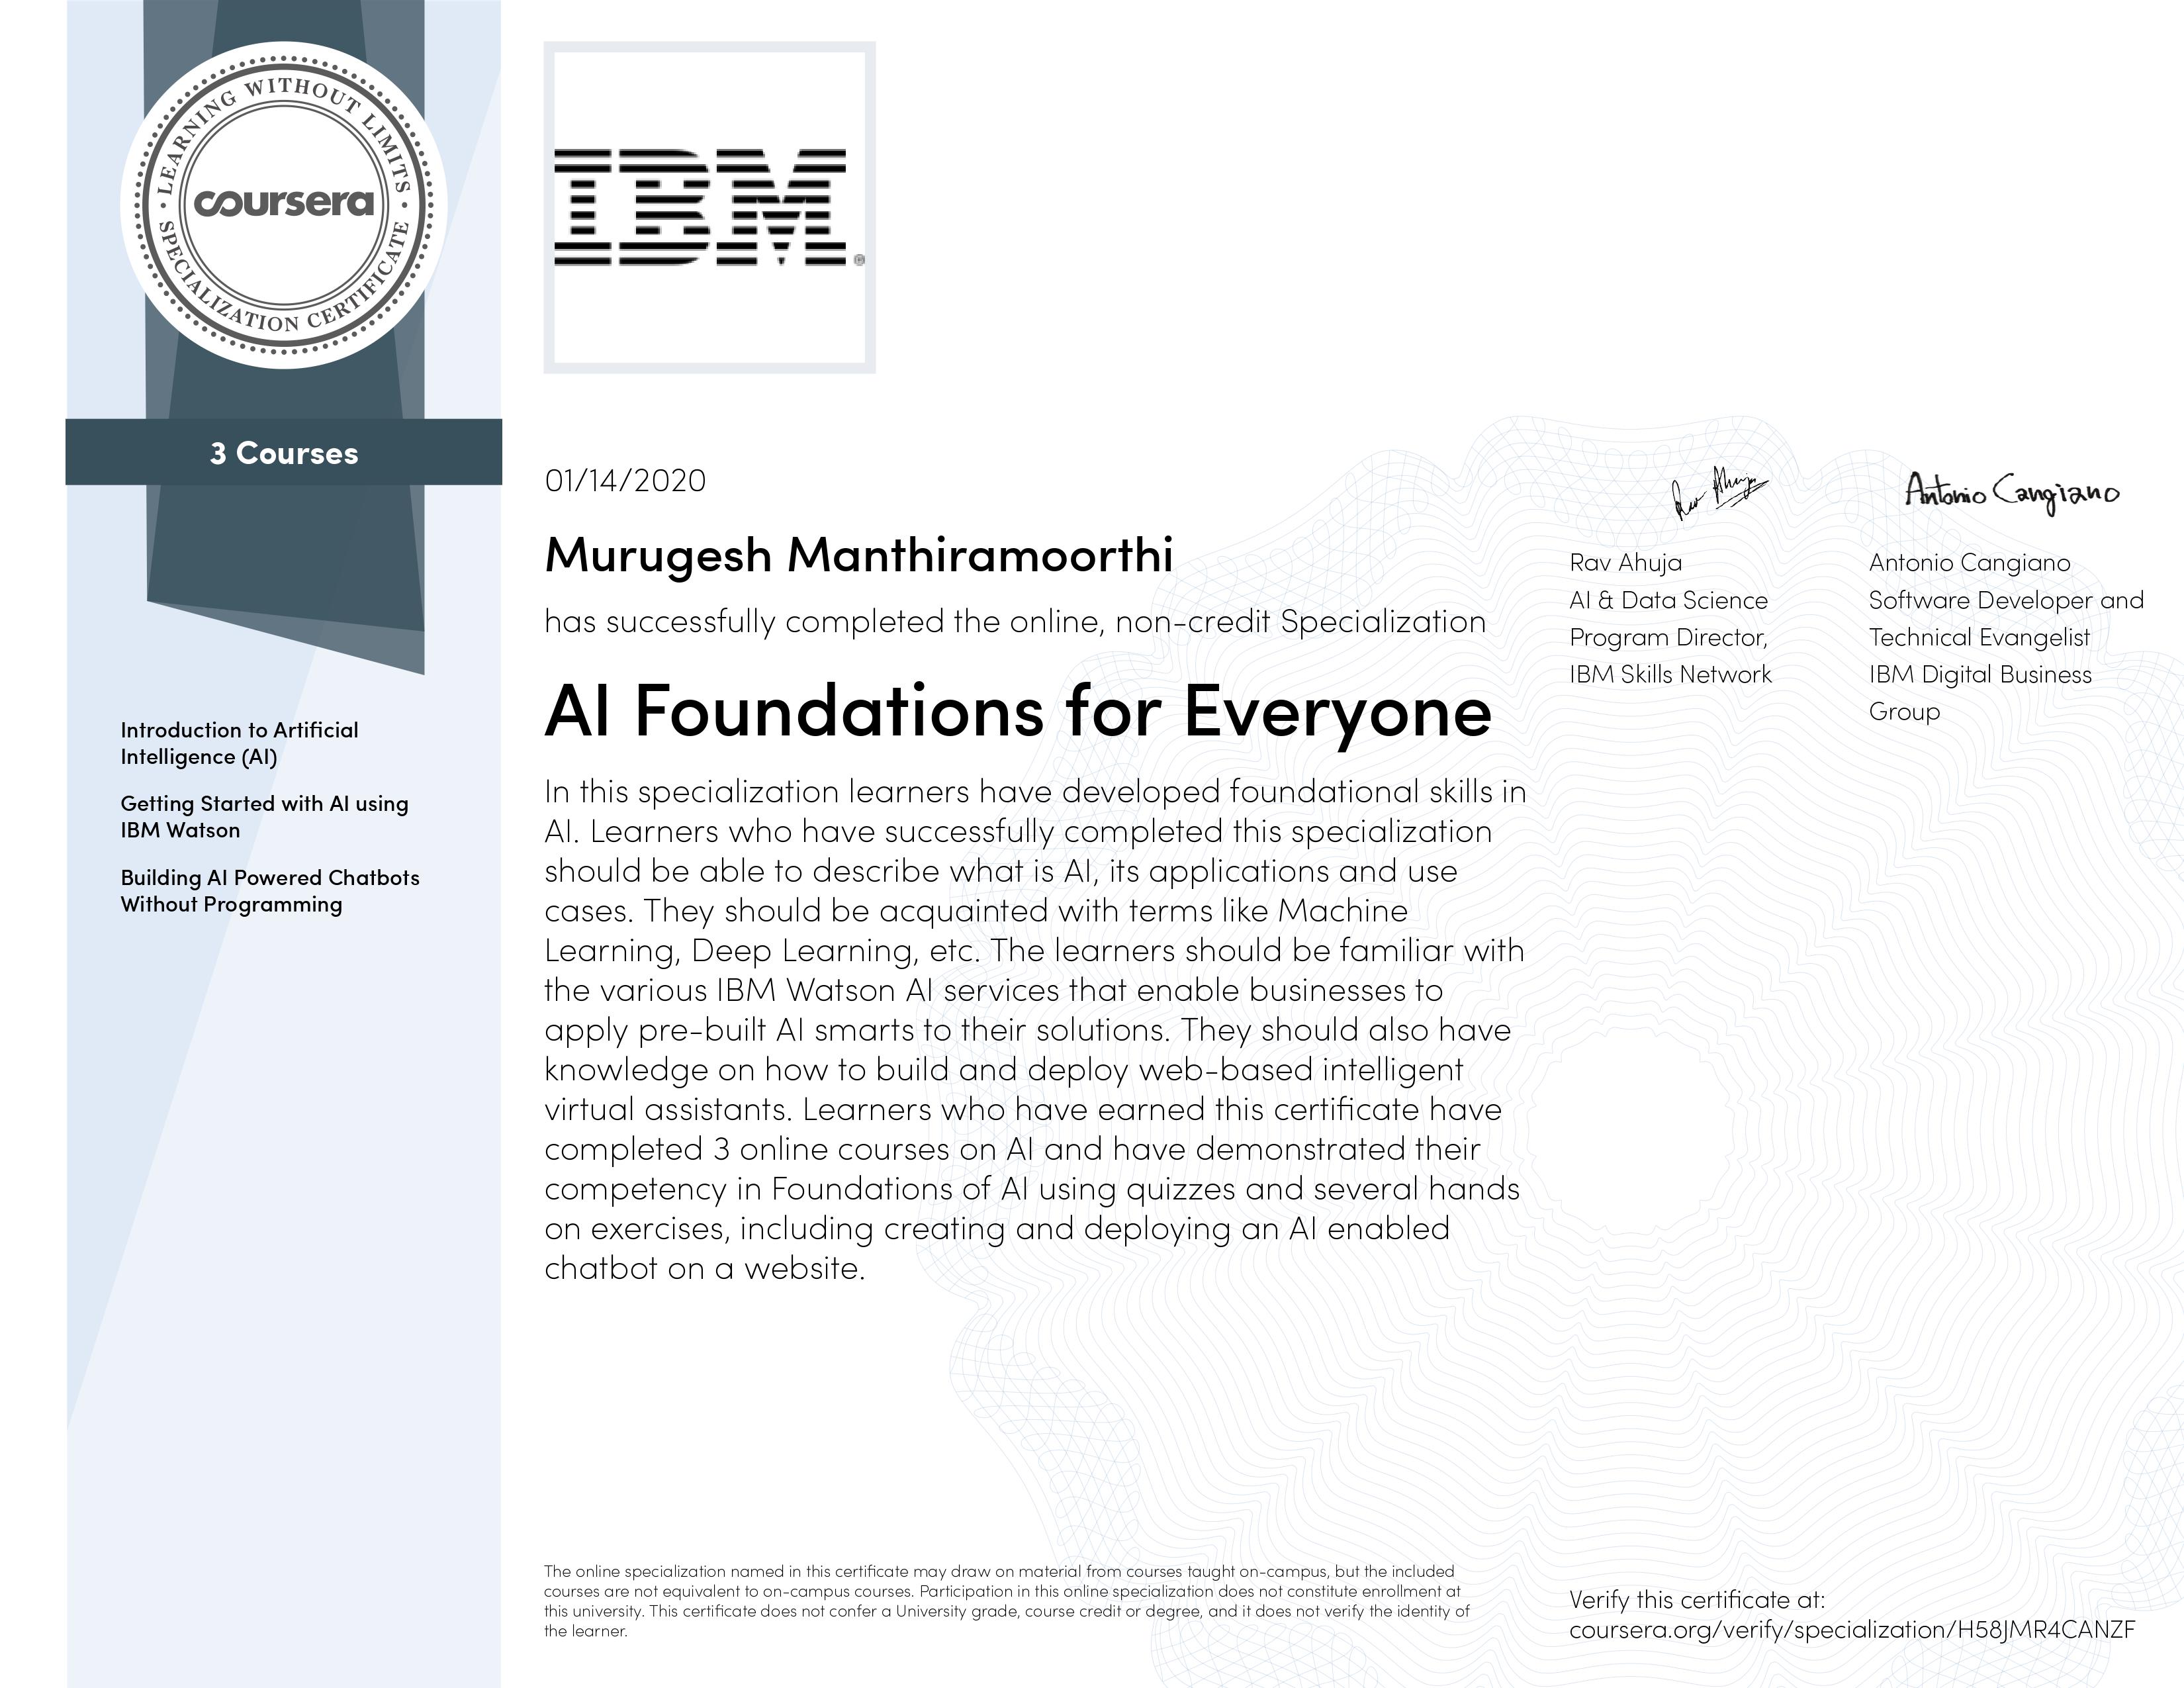 LEARNING WITHOUT LIMITS
coursera
SPECIALIZATION CERTIFICATE
3 Courses
Introduction to Artificial
Intelligence (AI)
Getting Started with AI using
IBM Watson
Building AI Powered Chatbots
Without Programming
IBM®
01/14/2020
Murugesh Manthiramoorthi
has successfully completed the online, non-credit Specialization
AI Foundations for Everyone
In this specialization learners have developed foundational skills in
AI. Learners who have successfully completed this specialization
should be able to describe what is AI, its applications and use
cases. They should be acquainted with terms like Machine
Learning, Deep Learning, etc. The learners should be familiar with
the various IBM Watson AI services that enable businesses to
apply pre-built AI smarts to their solutions. They should also have
knowledge on how to build and deploy web-based intelligent
virtual assistants. Learners who have earned this certificate have
completed 3 online courses on AI and have demonstrated their
competency in Foundations of AI using quizzes and several hands
on exercises, including creating and deploying an AI enabled
chatbot on a website.
Rav Ahuja
Rav Ahuja
AI & Data Science
Program Director,
IBM Skills Network
Antonio Cangiano
Antonio Cangiano
Software Developer and
Technical Evangelist
IBM Digital Business
Group
The online specialization named in this certificate may draw on material from courses taught on-campus, but the included
courses are not equivalent to on-campus courses. Participation in this online specialization does not constitute enrollment at
this university. This certificate does not confer a University grade, course credit or degree, and it does not verify the identity of
the learner.
Verify this certificate at:
coursera.org/verify/specialization/H58JMR4CANZF